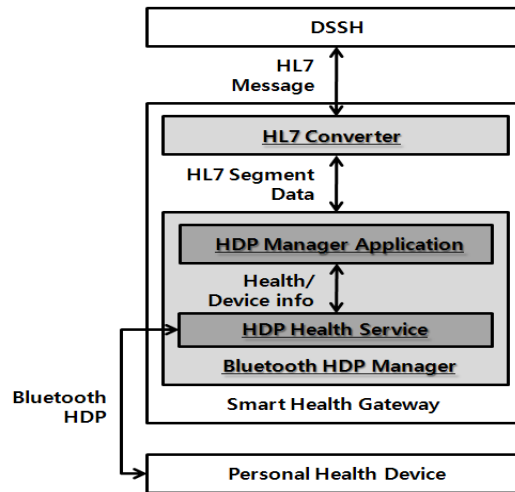 DSSH
HL7
Message
HL7 Converter
HL7 Segment
Data
HDP Manager Application
Health/
Device info
HDP Health Service
Bluetooth HDP Manager
Bluetooth
HDP
Smart Health Gateway
Personal Health Device